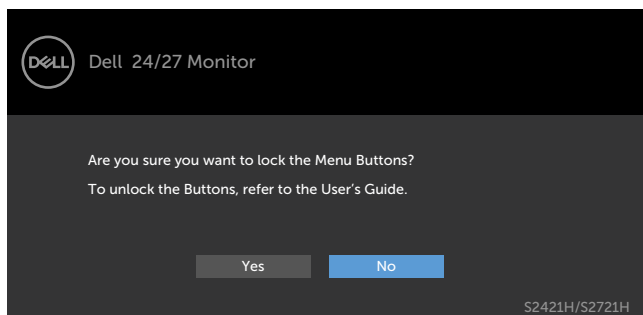 DELL Dell 24/27 Monitor
Are you sure you want to lock the Menu Buttons?
To unlock the Buttons, refer to the User’s Guide.
Yes No
S2421H/S2721H